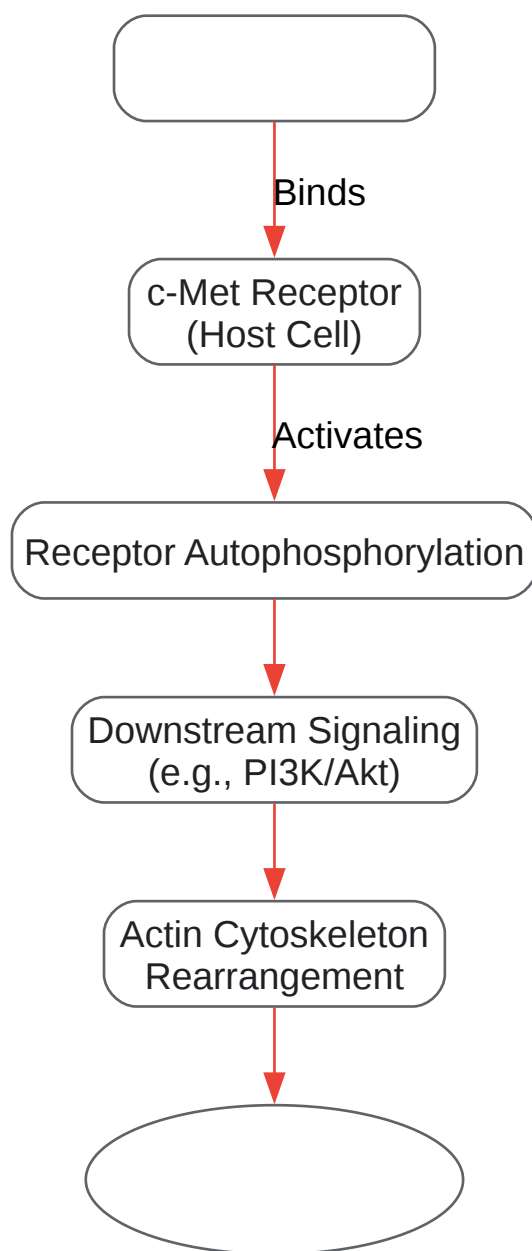 Binds
c-Met Receptor
(Host Cell)
Activates
Receptor Autophosphorylation
Downstream Signaling
(e.g., PI3K/Akt)
Actin Cytoskeleton
Rearrangement